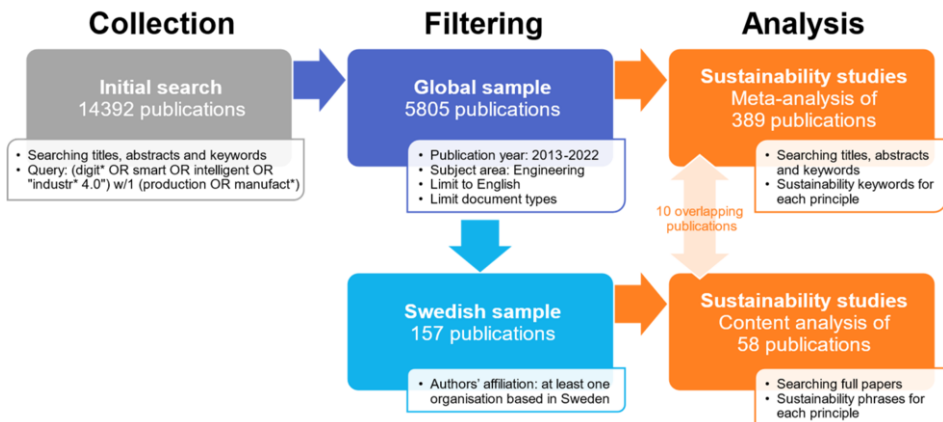 Collection
Filtering
Analysis
Initial search
14392 publications
• Searching titles, abstracts and keywords
• Query: (digit* OR smart OR intelligent OR
"industr* 4.0") w/1 (production OR manufact*)
Global sample
5805 publications
• Publication year: 2013-2022
• Subject area: Engineering
• Limit to English
• Limit document types
Sustainability studies
Meta-analysis of
389 publications
• Searching titles, abstracts
and keywords
• Sustainability keywords for
each principle
10 overlapping
publications
Swedish sample
157 publications
• Authors' affiliation: at least one
organisation based in Sweden
Sustainability studies
Content analysis of
58 publications
• Searching full papers
• Sustainability phrases for
each principle